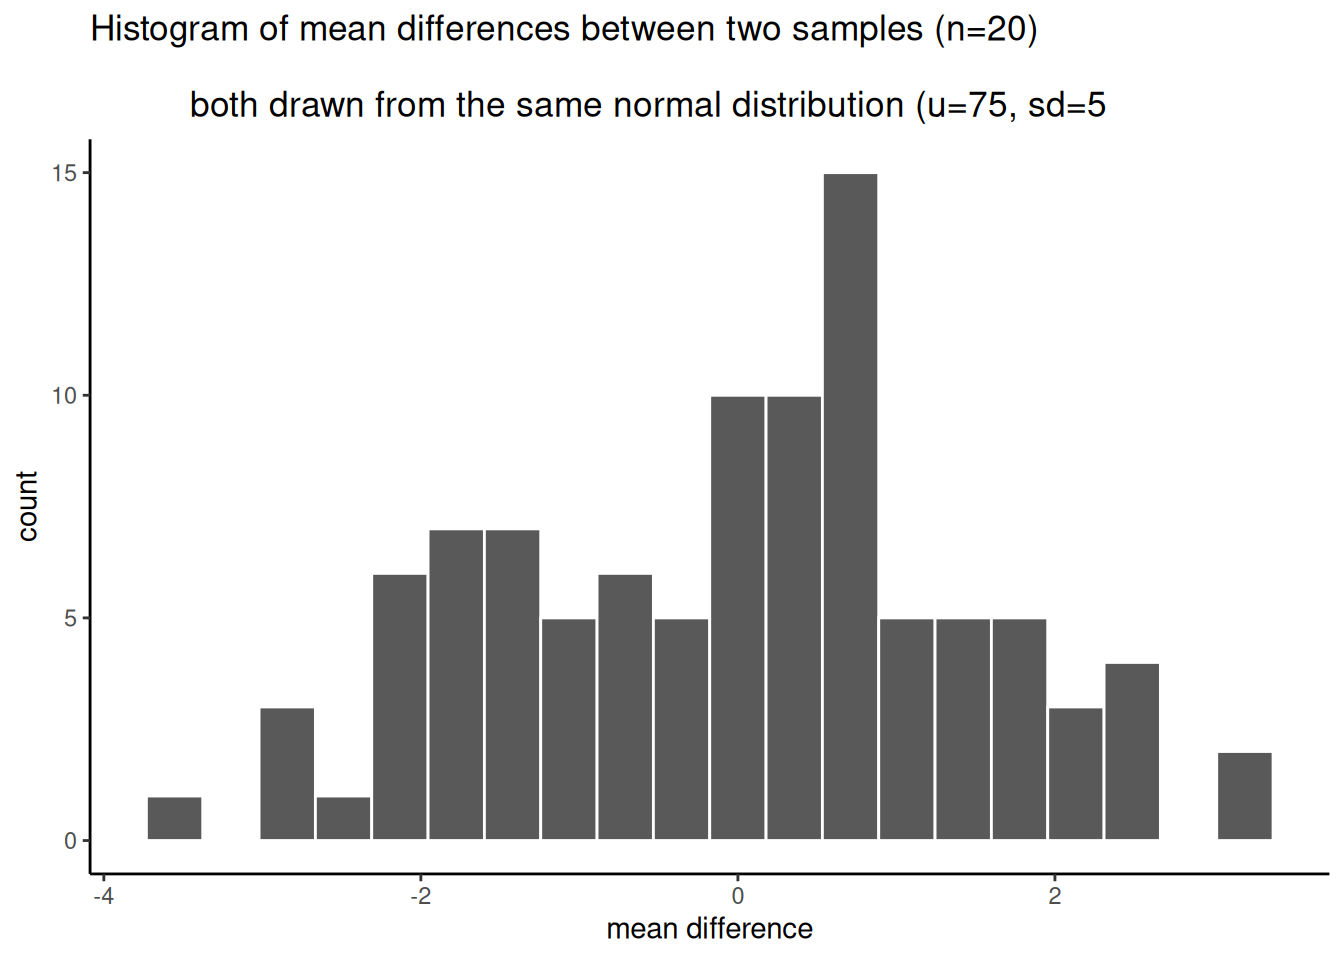 Histogram of mean differences between two samples (n=20)
both drawn from the same normal distribution (u=75, sd=5
15
10
5
0
count
-4
-2
0
2
mean difference